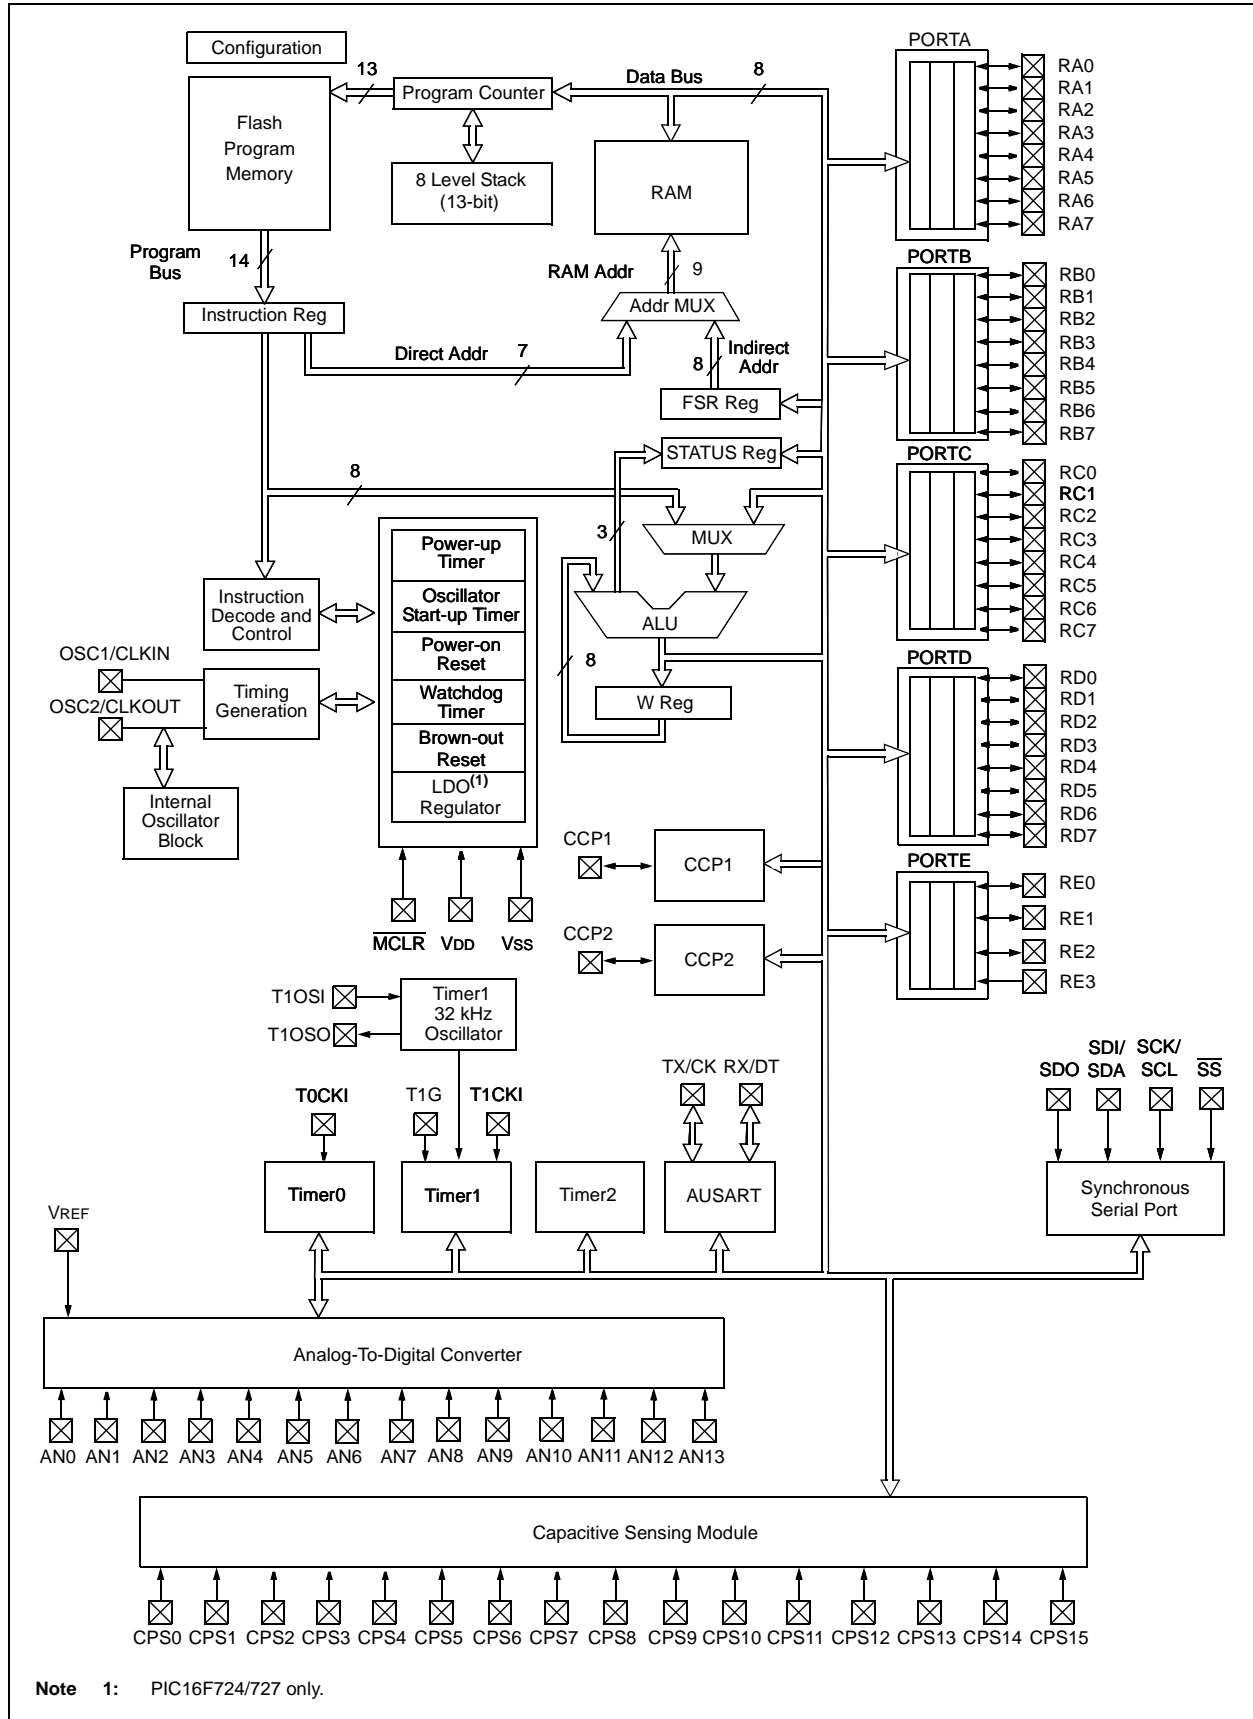 Configuration
PORTA
13
Data Bus
8
Program Counter
Flash
Program
Memory
8 Level Stack
(13-bit)
RAM
RA0
RA1
RA2
RA3
RA4
RA5
RA6
RA7
Program
Bus
14
RAM Addr
9
Instruction Reg
Addr MUX
Direct Addr
7
8
Indirect
Addr
FSR Reg
STATUS Reg
PORTB
RB0
RB1
RB2
RB3
RB4
RB5
RB6
RB7
8
3
MUX
ALU
8
W Reg
PORTC
RC0
RC1
RC2
RC3
RC4
RC5
RC6
RC7
Power-up
Timer
Oscillator
Start-up Timer
Power-on
Reset
Watchdog
Timer
Brown-out
Reset
LDO(1)
Regulator
Instruction
Decode and
Control
OSC1/CLKIN
OSC2/CLKOUT
Timing
Generation
Internal
Oscillator
Block
PORTD
RD0
RD1
RD2
RD3
RD4
RD5
RD6
RD7
MCLR
VDD
VSS
CCP1
CCP1
CCP2
CCP2
PORTE
RE0
RE1
RE2
RE3
T1OSI
T1OSO
Timer1
32 kHz
Oscillator
T0CKI
T1G
T1CKI
TX/CK
RX/DT
SDO
SDI/
SDA
SCK/
SCL
SS
Timer0
Timer1
Timer2
AUSART
Synchronous
Serial Port
VREF
Analog-To-Digital Converter
AN0 AN1 AN2 AN3 AN4 AN5 AN6 AN7 AN8 AN9 AN10 AN11 AN12 AN13
Capacitive Sensing Module
CPS0 CPS1 CPS2 CPS3 CPS4 CPS5 CPS6 CPS7 CPS8 CPS9 CPS10 CPS11 CPS12 CPS13 CPS14 CPS15
Note 1: PIC16F724/727 only.